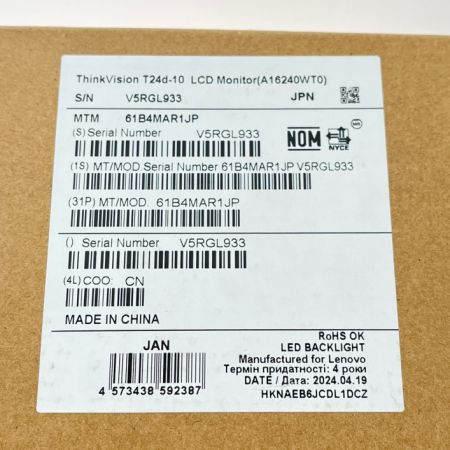 ThinkVision T24d-10 LCD Monitor(A16240WT0)
S/N V5RGL933 JPN
MTM 61B4MAR1JP
(S) Serial Number V5RGL933
NOM NYCE
(1S) MT/MOD Serial Number 61B4MAR1JP V5RGL933
(31P) MT/MOD 61B4MAR1JP
() Serial Number V5RGL933
(4L) COO: CN
MADE IN CHINA
JAN
4 573438 592387
RoHS OK
LED BACKLIGHT
Manufactured for Lenovo
Термін придатності: 4 роки
DATE / Дата: 2024.04.19
HKNAEB6JCDL1DCZ